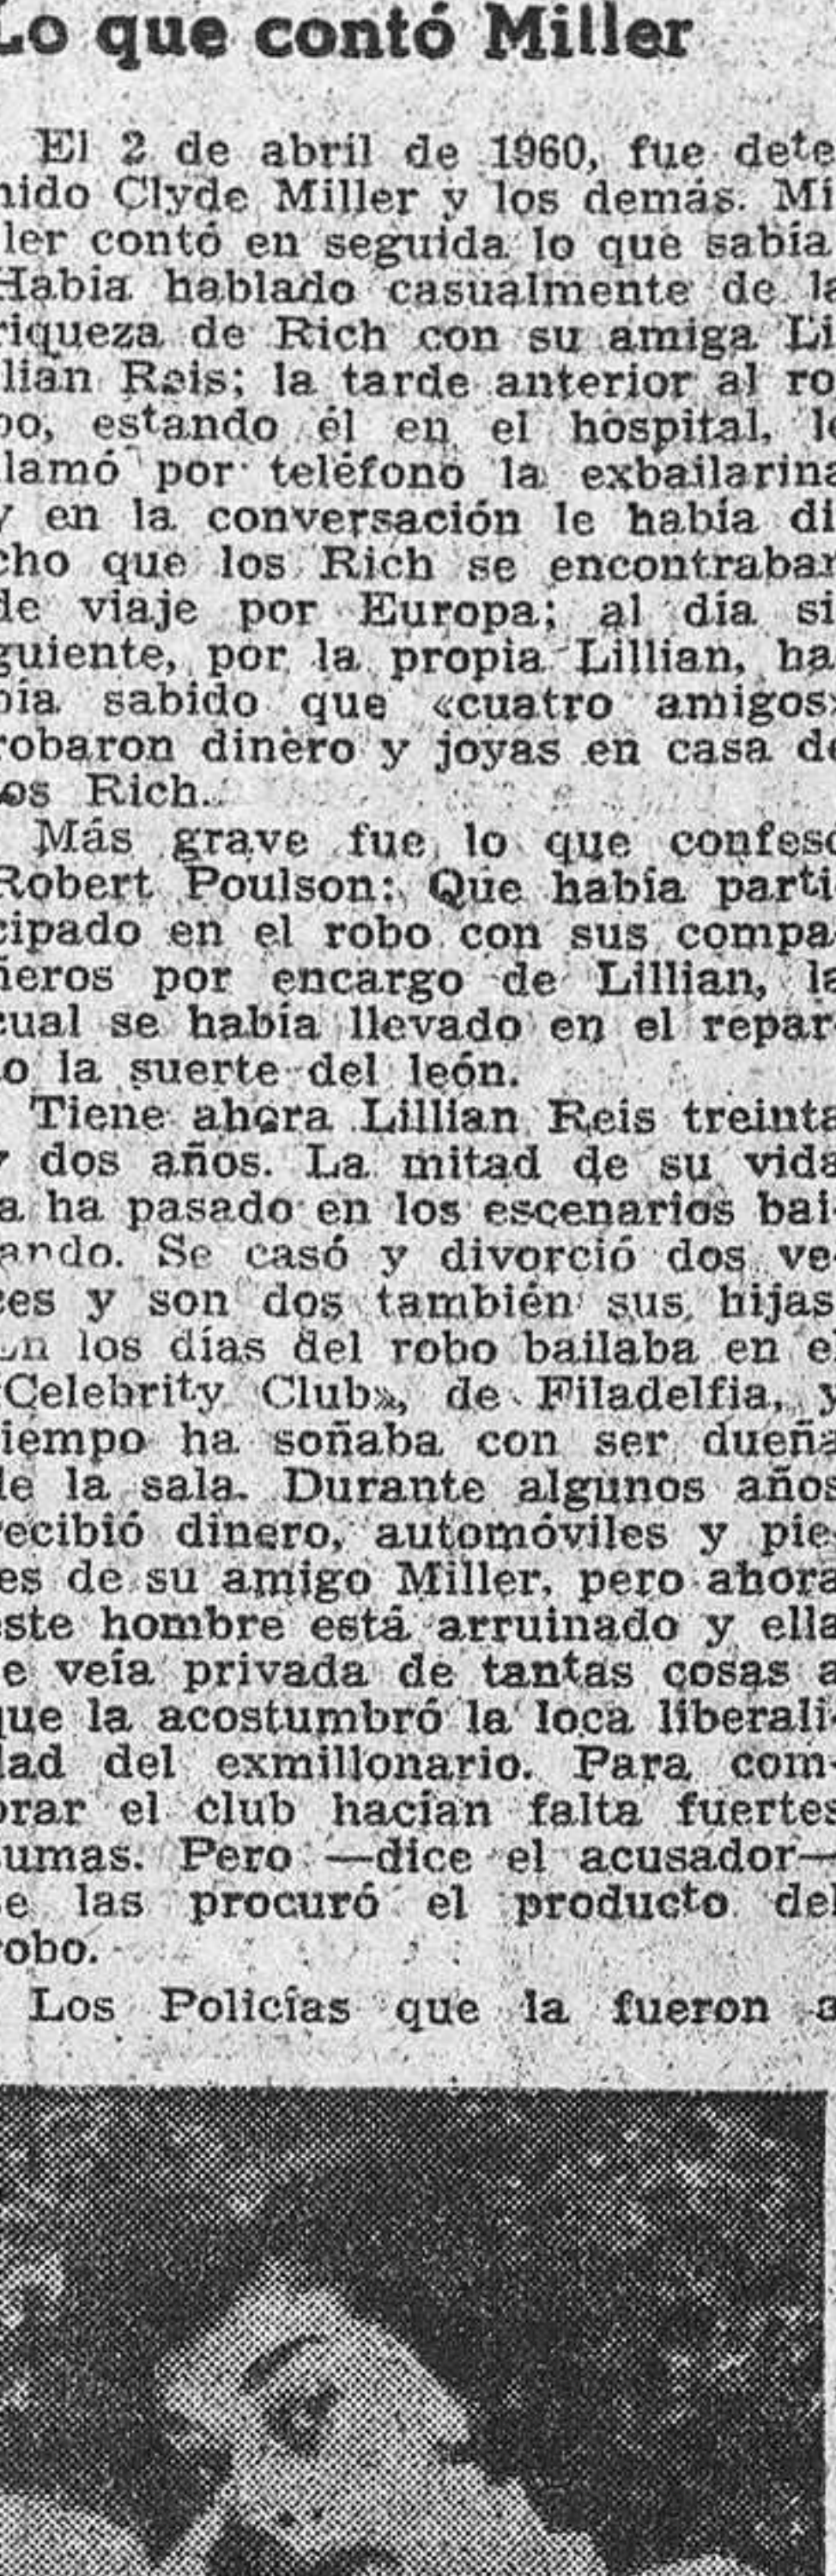 Lo que contó Miller
El 2 de abril de 1960, fue dete
nido Clyde Miller y los demás. Mi
ler contó en seguida lo que sabía
Habia hablado casualmente de la
riqueza de Rich con su amiga Li
lian Reis; la tarde anterior al ro
bo, estando él en el hospital, le
lamó por teléfono la exbailarina
y en la conversación le había di
cho que los Rich se encontraban
de viaje por Europa; al día si
guiente, por la propia Lillian, ha-
bía sabido que «cuatro amigos»
robaron dinero y joyas en casa de
los Rich.
Más grave fue lo que confesó
Robert Poulson: Que había parti
cipado en el robo con sus compa-
ñeros por encargo de Lillian, la
cual se había llevado en el repar-
o la suerte del león.
Tiene ahora Lillian Reis treinta
y dos años. La mitad de su vida
la ha pasado en los escenarios bai-
lando. Se casó y divorció dos ve-
ces y son dos también sus hijas.
En los días del robo bailaba en el
«Celebrity Club», de Filadelfia, y
tiempo ha soñaba con ser dueña
de la sala. Durante algunos años
recibió dinero, automóviles y pie-
les de su amigo Miller, pero ahora
este hombre está arruinado y ella
se veía privada de tantas cosas a
que la acostumbró la loca liberali-
dad del exmillonario. Para com-
prar el club hacían falta fuertes
sumas. Pero —dice el acusador—
se las procuró el producto del
robo.
Los Policías que la fueron a